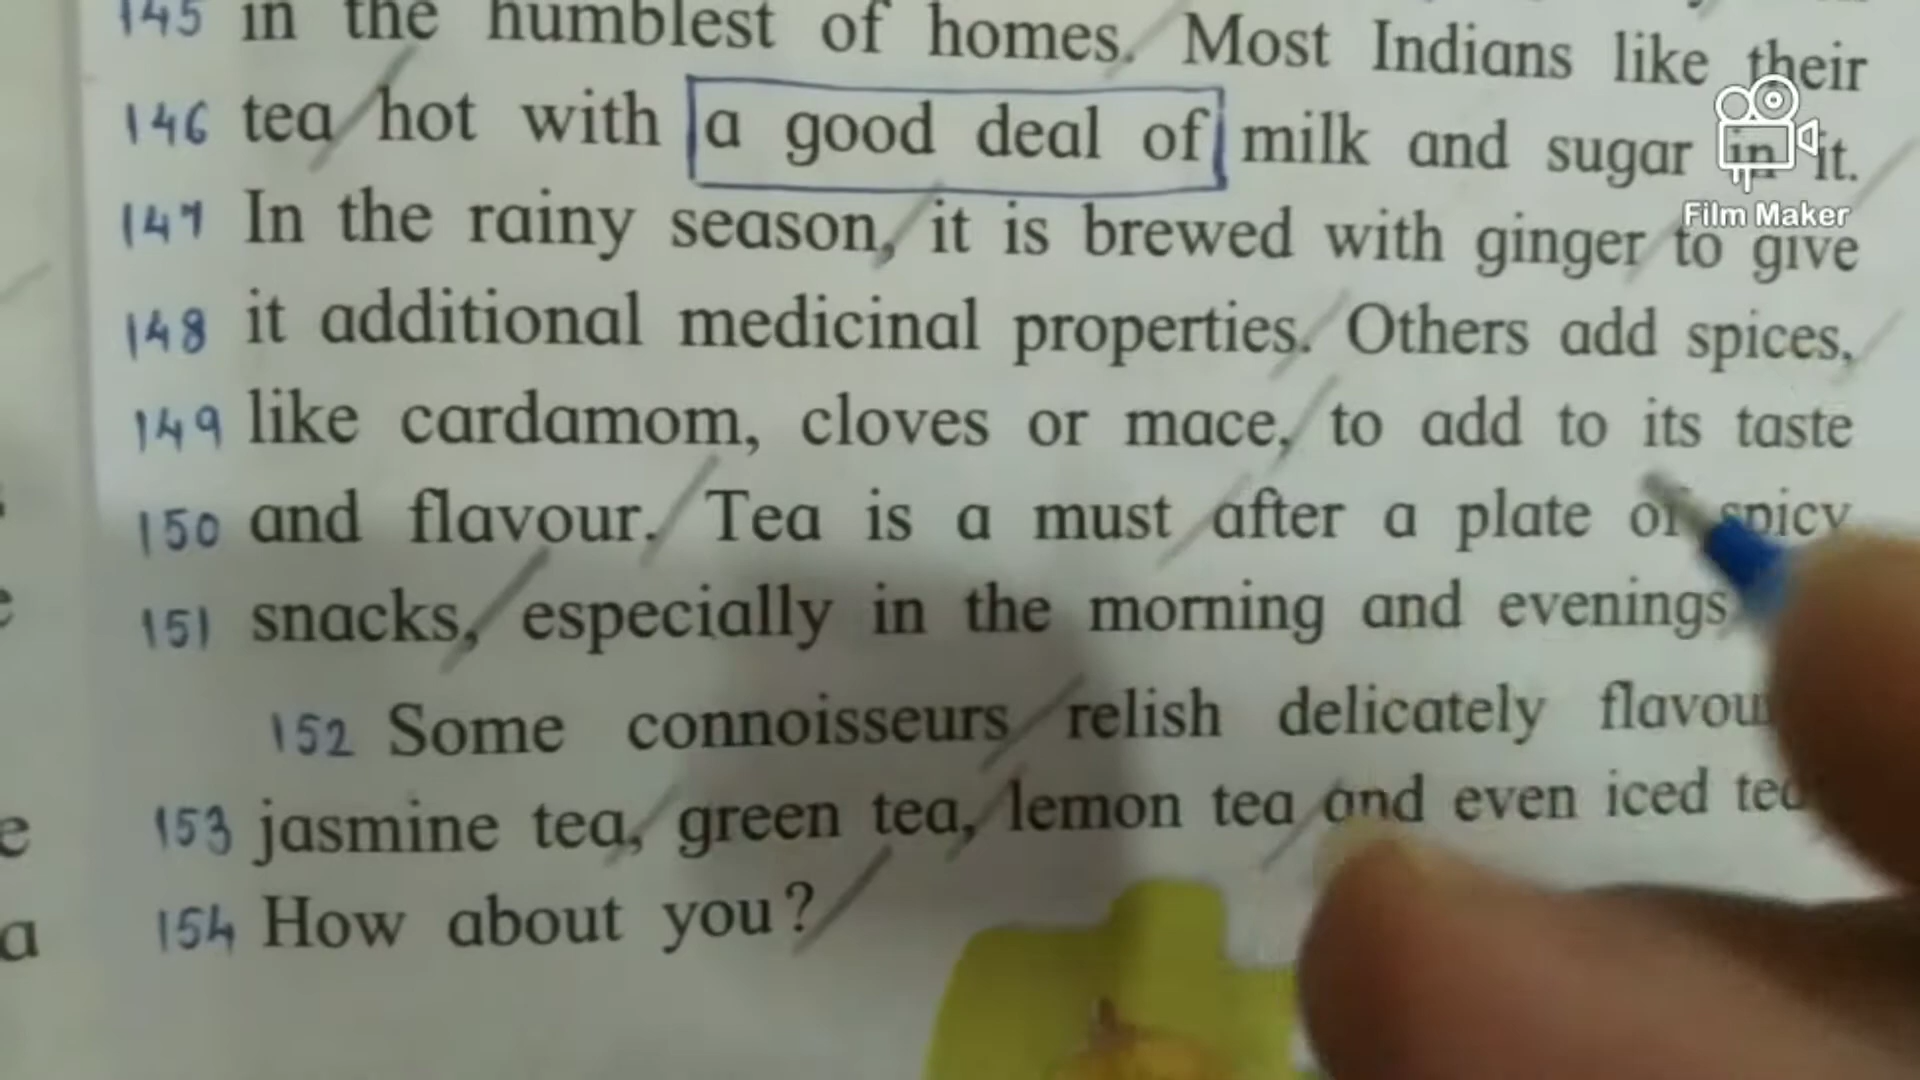 145 in the humblest of homes. Most Indians like their
146 tea hot with a good deal of milk and sugar in it.
147 In the rainy season, it is brewed with ginger to give
148 it additional medicinal properties. Others add spices,
149 like cardamom, cloves or mace, to add to its taste
150 and flavour. Tea is a must after a plate of spicy
151 snacks, especially in the morning and evenings
152 Some connoisseurs relish delicately
153 jasmine tea, green tea, lemon tea and even iced tea
154 How about you?
Film Maker
e
a